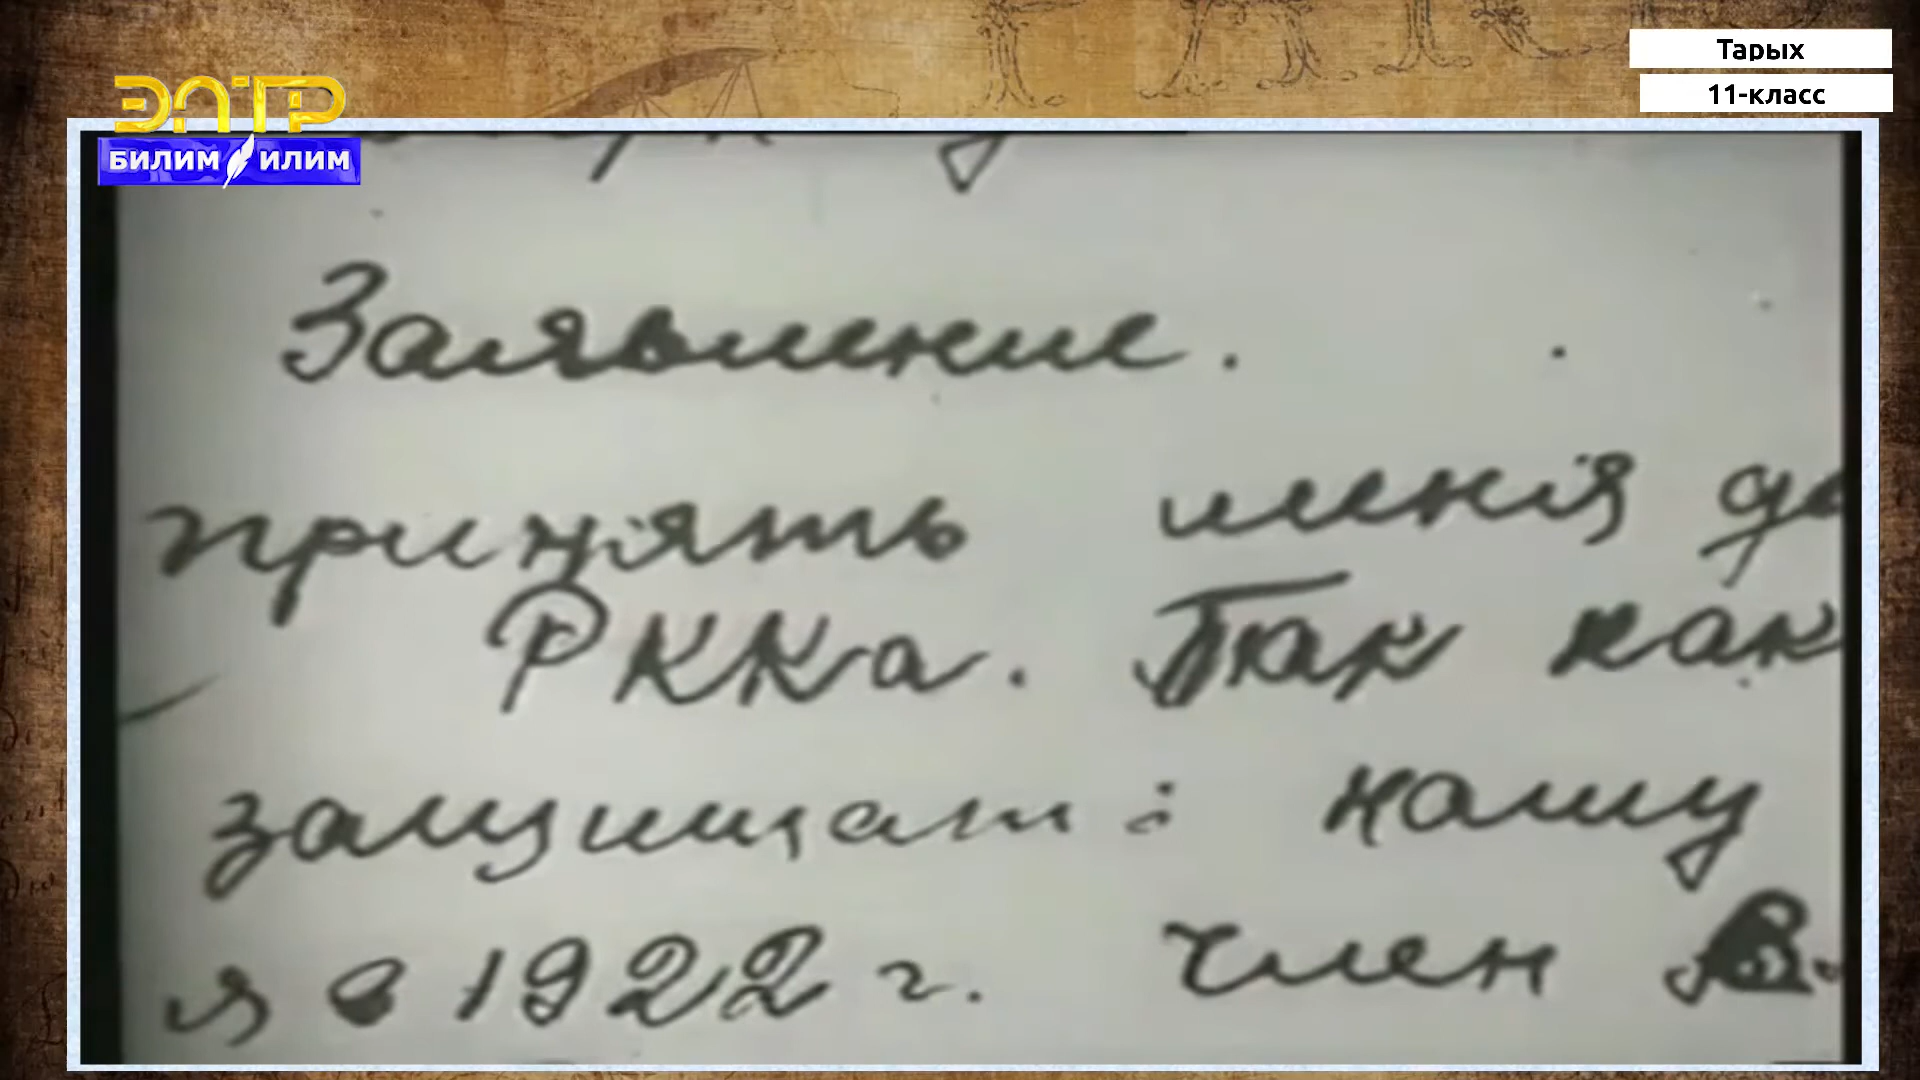 Тарых
11-класс
ЭЛТР
БИЛИМ ИЛИМ
Заявление.
принять меня до
РККа. Так как
защищать нашу
я с 1922 г. член В.